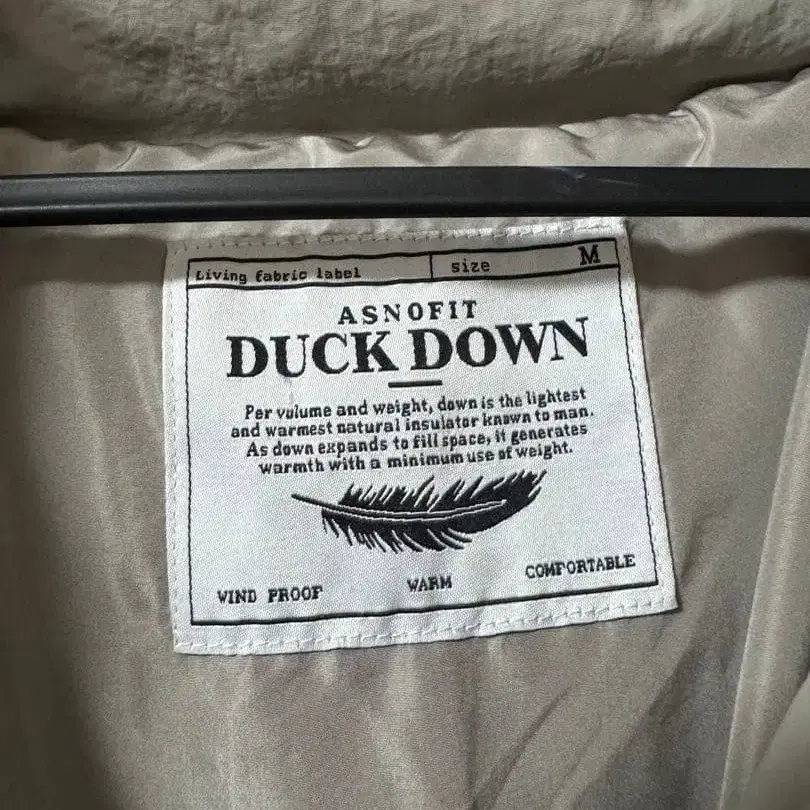 Living fabric label size M
ASNOFIT
DUCK DOWN
Per volume and weight, down is the lightest
and warmest natural insulator known to man.
As down expands to fill space, it generates
warmth with a minimum use of weight.
WIND PROOF WARM COMFORTABLE